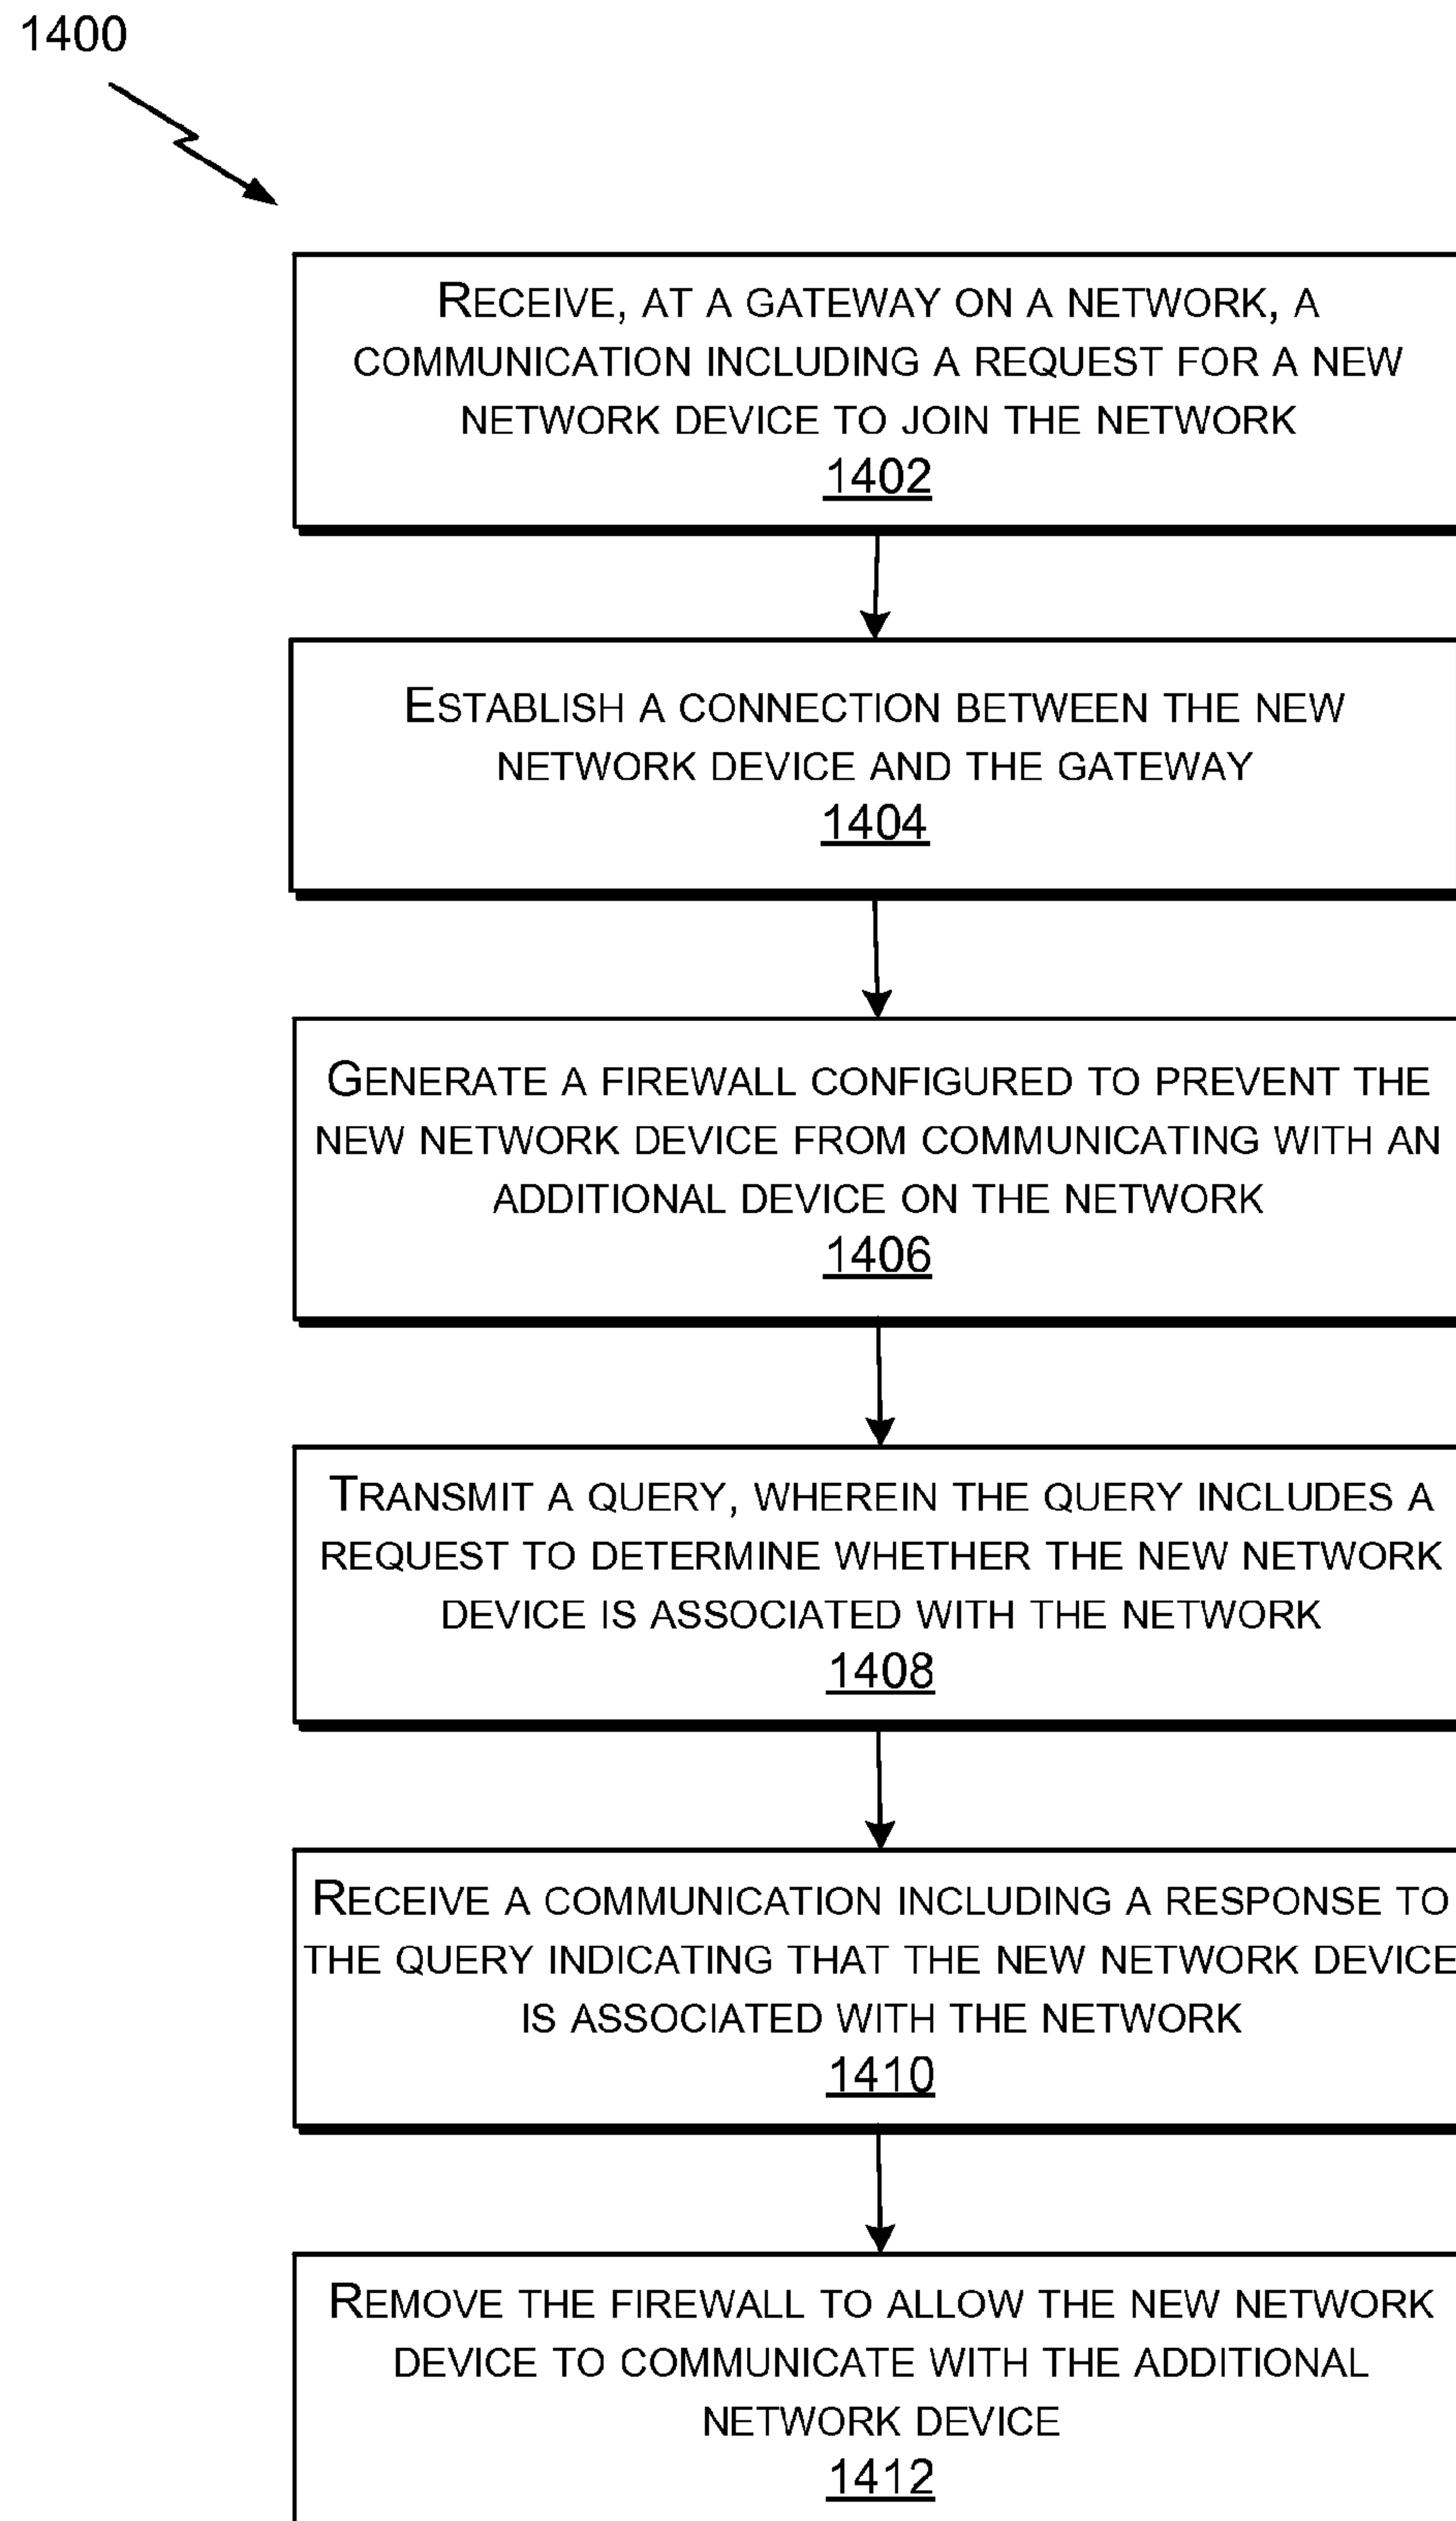 1400
RECEIVE, AT A GATEWAY ON A NETWORK, A
COMMUNICATION INCLUDING A REQUEST FOR A NEW
NETWORK DEVICE TO JOIN THE NETWORK
1402
ESTABLISH A CONNECTION BETWEEN THE NEW
NETWORK DEVICE AND THE GATEWAY
1404
GENERATE A FIREWALL CONFIGURED TO PREVENT THE
NEW NETWORK DEVICE FROM COMMUNICATING WITH AN
ADDITIONAL DEVICE ON THE NETWORK
1406
TRANSMIT A QUERY, WHEREIN THE QUERY INCLUDES A
REQUEST TO DETERMINE WHETHER THE NEW NETWORK
DEVICE IS ASSOCIATED WITH THE NETWORK
1408
RECEIVE A COMMUNICATION INCLUDING A RESPONSE TO
THE QUERY INDICATING THAT THE NEW NETWORK DEVICE
IS ASSOCIATED WITH THE NETWORK
1410
REMOVE THE FIREWALL TO ALLOW THE NEW NETWORK
DEVICE TO COMMUNICATE WITH THE ADDITIONAL
NETWORK DEVICE
1412